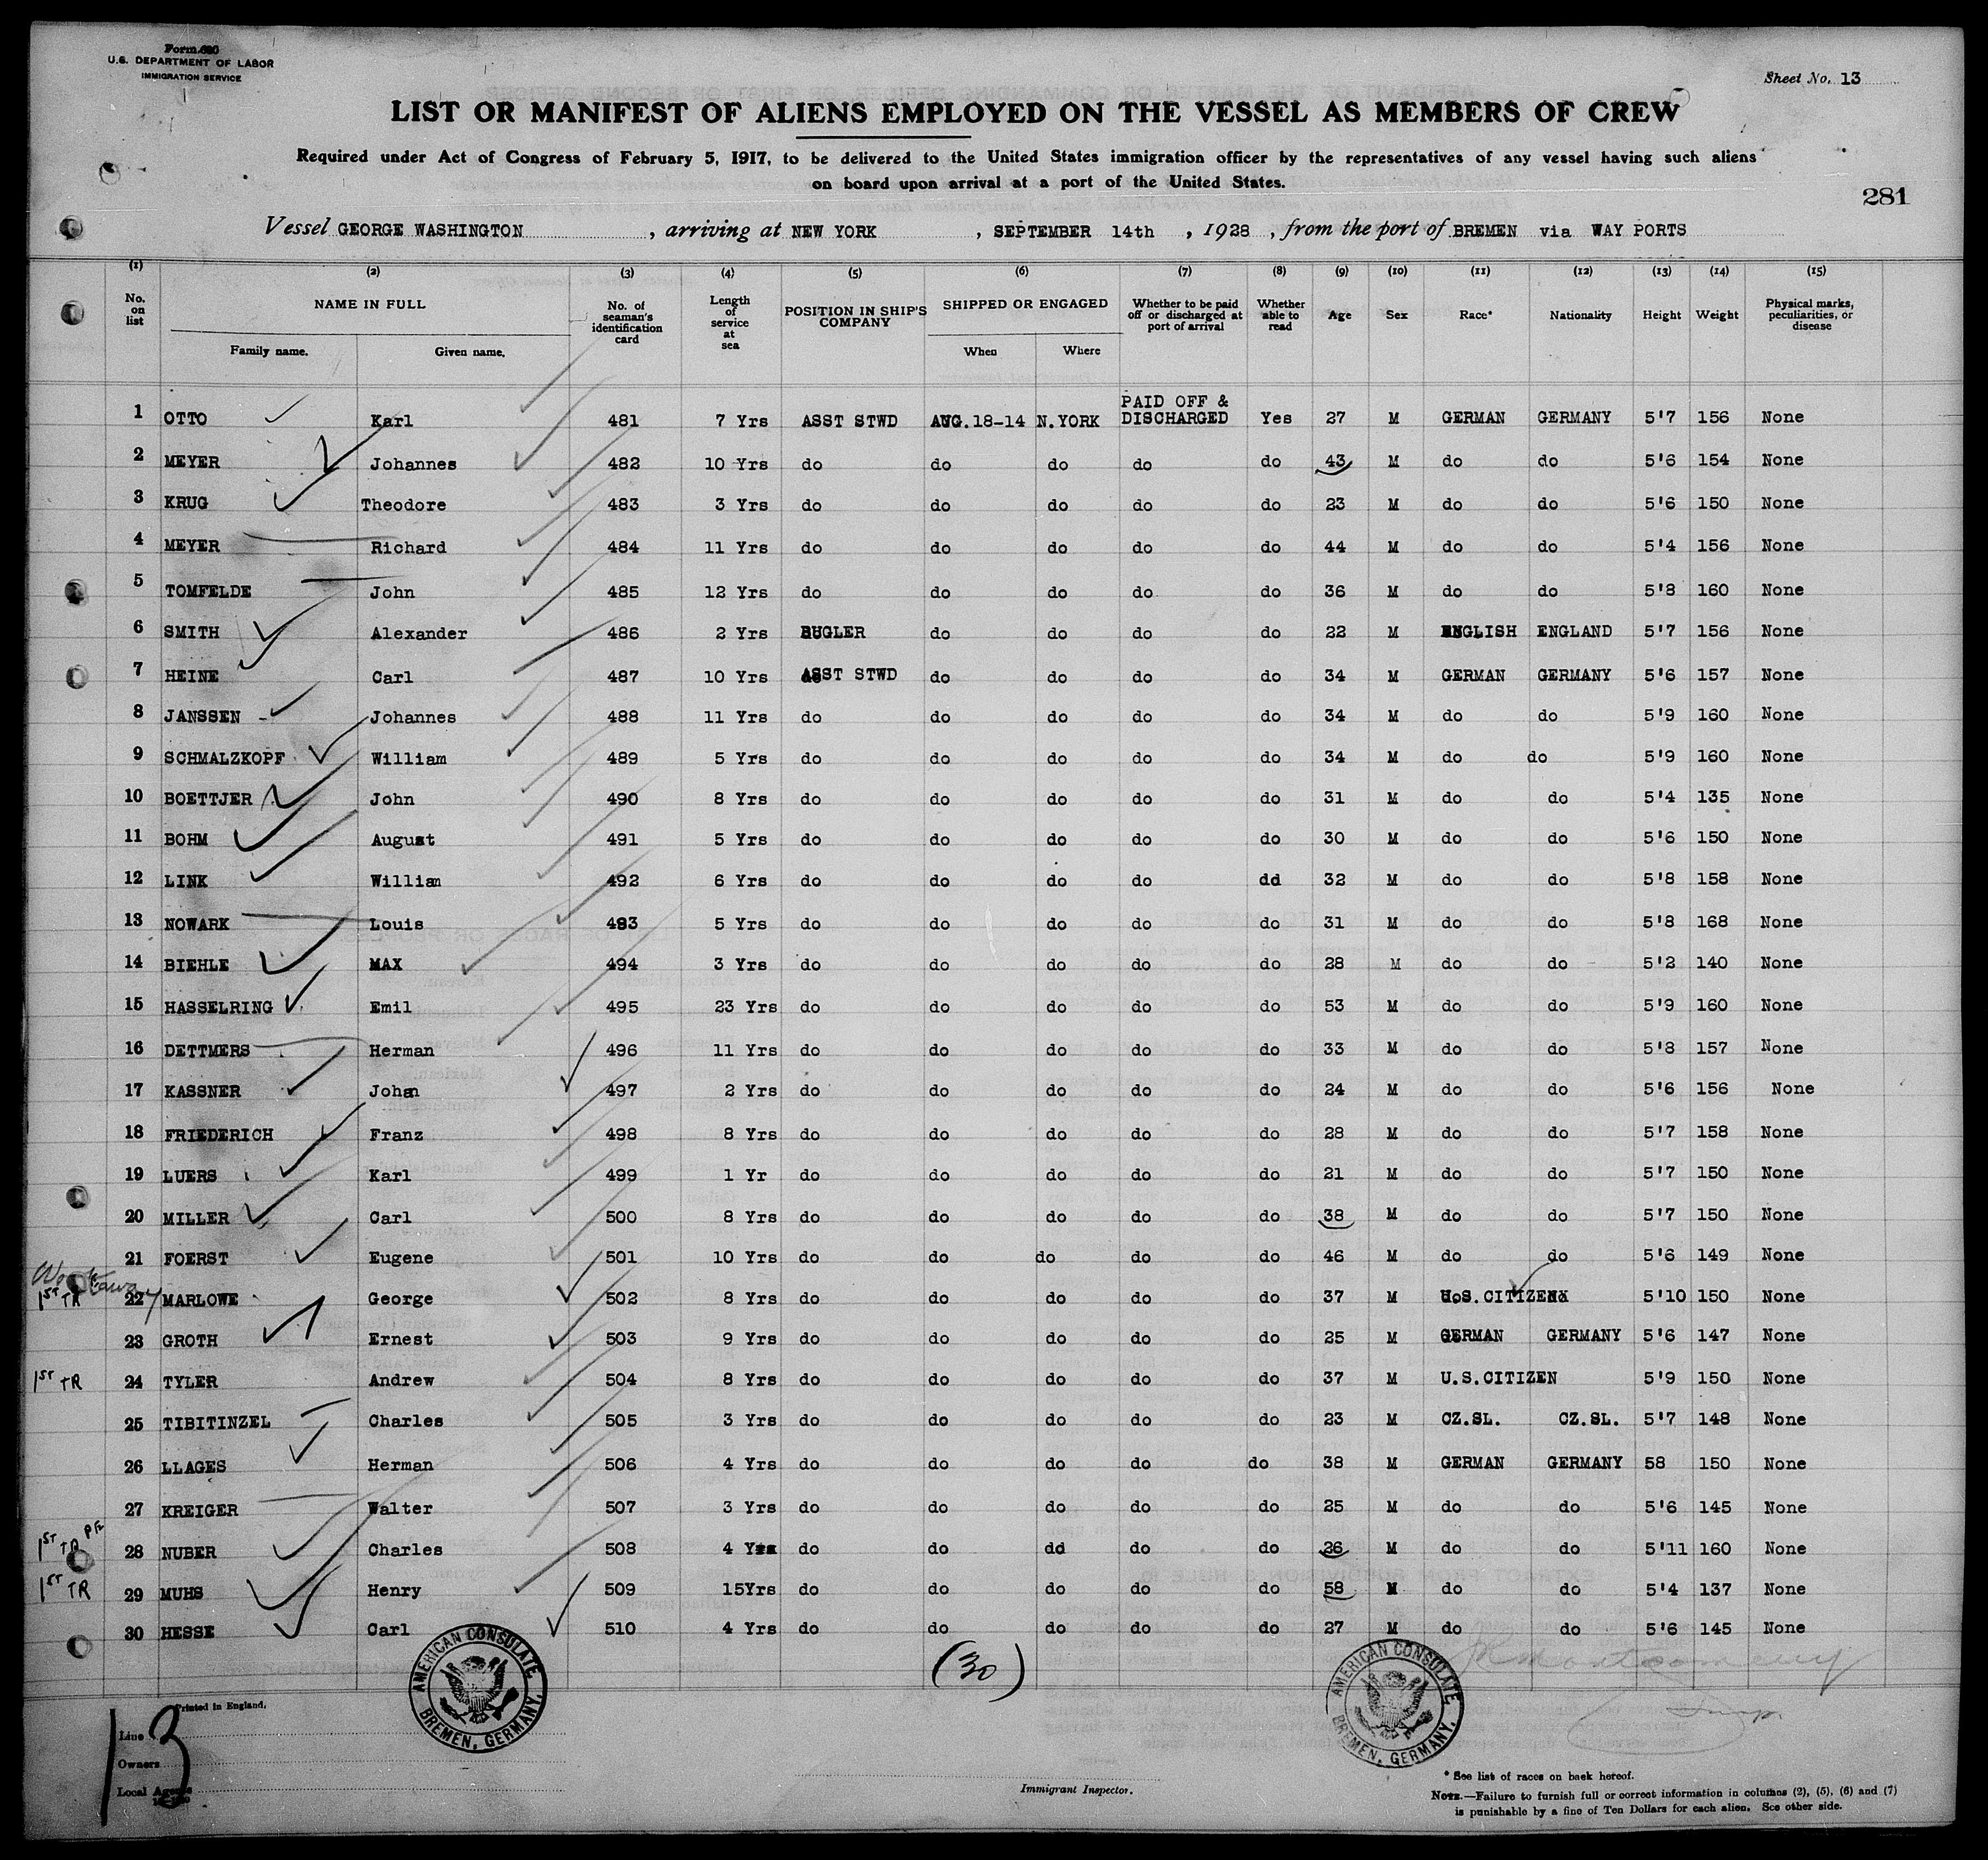 Form 680
U.S. DEPARTMENT OF LABOR
IMMIGRATION SERVICE
Sheet No. 13
LIST OR MANIFEST OF ALIENS EMPLOYED ON THE VESSEL AS MEMBERS OF CREW
Required under Act of Congress of February 5, 1917, to be delivered to the United States immigration officer by the representatives of any vessel having such aliens
on board upon arrival at a port of the United States.
281
Vessel GEORGE WASHINGTON, arriving at NEW YORK, SEPTEMBER 14th, 1928, from the port of BREMEN via WAY PORTS
(1) (2) (3) (4) (5) (6) (7) (8) (9) (10) (11) (12) (13) (14) (15)
No. on list NAME IN FULL Family name. Given name. No. of seaman's identification card Length of service at sea POSITION IN SHIP'S COMPANY SHIPPED OR ENGAGED When Where Whether to be paid off or discharged at port of arrival Whether able to read Age Sex Race* Nationality Height Weight Physical marks, peculiarities, or disease
1 OTTO Karl 481 7 Yrs ASST STWD AUG.18-14 N.YORK PAID OFF & DISCHARGED Yes 27 M GERMAN GERMANY 5'7 156 None
2 MEYER Johannes 482 10 Yrs do do do do do 43 M do do 5'6 154 None
3 KRUG Theodore 483 3 Yrs do do do do do 23 M do do 5'6 150 None
4 MEYER Richard 484 11 Yrs do do do do do 44 M do do 5'4 156 None
5 TOMFELDE John 485 12 Yrs do do do do do 36 M do do 5'8 160 None
6 SMITH Alexander 486 2 Yrs BUGLER do do do do 22 M ENGLISH ENGLAND 5'7 156 None
7 HEINE Carl 487 10 Yrs ASST STWD do do do do 34 M GERMAN GERMANY 5'6 157 None
8 JANSSEN Johannes 488 11 Yrs do do do do do 34 M do do 5'9 160 None
9 SCHMALZKOPF William 489 5 Yrs do do do do do 34 M do do 5'9 160 None
10 BOETTJER John 490 8 Yrs do do do do do 31 M do do 5'4 135 None
11 BOHM August 491 5 Yrs do do do do do 30 M do do 5'6 150 None
12 LINK William 492 6 Yrs do do do do dd 32 M do do 5'8 158 None
13 NOWARK Louis 493 5 Yrs do do do do do 31 M do do 5'8 168 None
14 BIEHLE MAX 494 3 Yrs do do do do do 28 M do do 5'2 140 None
15 HASSELRING Emil 495 23 Yrs do do do do do 53 M do do 5'9 160 None
16 DETTMERS Herman 496 11 Yrs do do do do do 33 M do do 5'8 157 None
17 KASSNER Johan 497 2 Yrs do do do do do 24 M do do 5'6 156 None
18 FRIEDERICH Franz 498 8 Yrs do do do do do 28 M do do 5'7 158 None
19 LUERS Karl 499 1 Yr do do do do do 21 M do do 5'7 150 None
20 MILLER Carl 500 8 Yrs do do do do do 38 M do do 5'7 150 None
21 FOERST Eugene 501 10 Yrs do do do do do 46 M do do 5'6 149 None
Workaway
1ST TR 22 MARLOWE George 502 8 Yrs do do do do do 37 M U.S.CITIZEN 5'10 150 None
23 GROTH Ernest 503 9 Yrs do do do do do 25 M GERMAN GERMANY 5'6 147 None
1ST TR 24 TYLER Andrew 504 8 Yrs do do do do do 37 M U.S.CITIZEN 5'9 150 None
25 TIBITINZEL Charles 505 3 Yrs do do do do do 23 M CZ.SL. CZ.SL. 5'7 148 None
26 LLAGES Herman 506 4 Yrs do do do do do 38 M GERMAN GERMANY 58 150 None
27 KREIGER Walter 507 3 Yrs do do do do do 25 M do do 5'6 145 None
1ST TR 28 NUBER Charles 508 4 Yrs do do dd do do 26 M do do 5'11 160 None
1ST TR 29 MUHS Henry 509 15Yrs do do do do do 58 M do do 5'4 137 None
30 HESSE Carl 510 4 Yrs do do do do do 27 M do do 5'6 145 None
(30)
AMERICAN CONSULATE, BREMEN, GERMANY.
AMERICAN CONSULATE, BREMEN, GERMANY.
Montgomery
Insp.
Printed in England.
13
Line
Owners
Local Agents
Immigrant Inspector.
* See list of races on back hereof.
NOTE.—Failure to furnish full or correct information in columns (2), (5), (6) and (7)
is punishable by a fine of Ten Dollars for each alien. See other side.